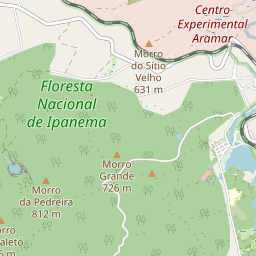 Centro
Experimental
Aramar
Morro
do Sítio
Velho
631 m
Floresta
Nacional
de Ipanema
Morro
Grande
726 m
Morro
da Pedreira
812 m